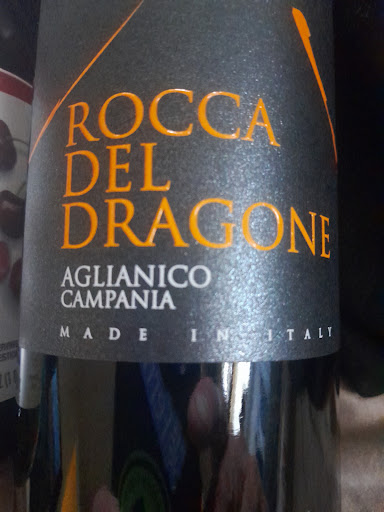 ROCCA
DEL
DRAGONE
AGLIANICO
CAMPANIA
MADE IN ITALY